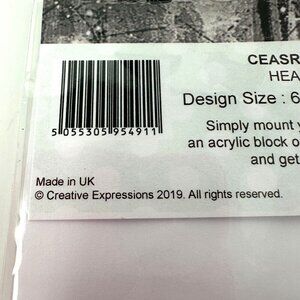 CEASR
HEA
Design Size : 6
5 055305 954911
Simply mount
an acrylic block o
and get
Made in UK
© Creative Expressions 2019. All rights reserved.